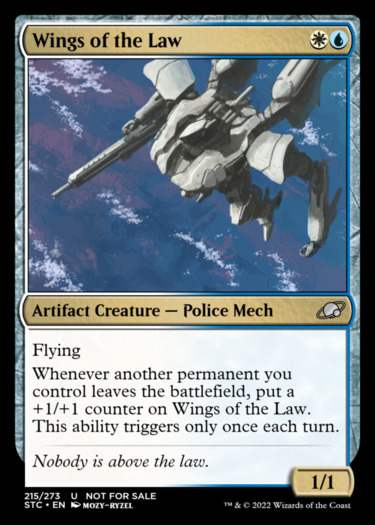 Wings of the Law
Artifact Creature — Police Mech
Flying
Whenever another permanent you
control leaves the battlefield, put a
+1/+1 counter on Wings of the Law.
This ability triggers only once each turn.
Nobody is above the law.
1/1
215/273 U NOT FOR SALE
STC • EN MOZY-RYZEL
™ & © 2022 Wizards of the Coast